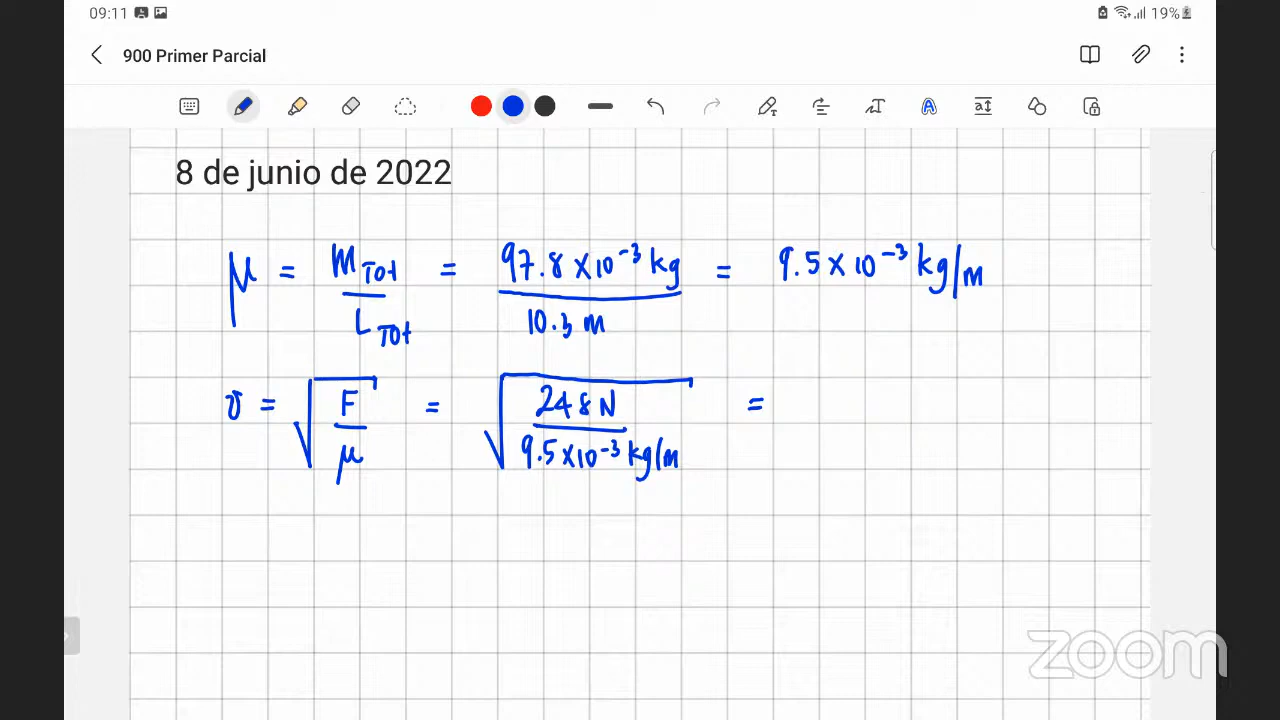 09:11 19%
900 Primer Parcial
8 de junio de 2022
μ = m_Tot / L_Tot = 97.8 × 10⁻³ kg / 10.3 m = 9.5 × 10⁻³ kg/m
v = √(F / μ) = √(248 N / 9.5 × 10⁻³ kg/m) =
zoom